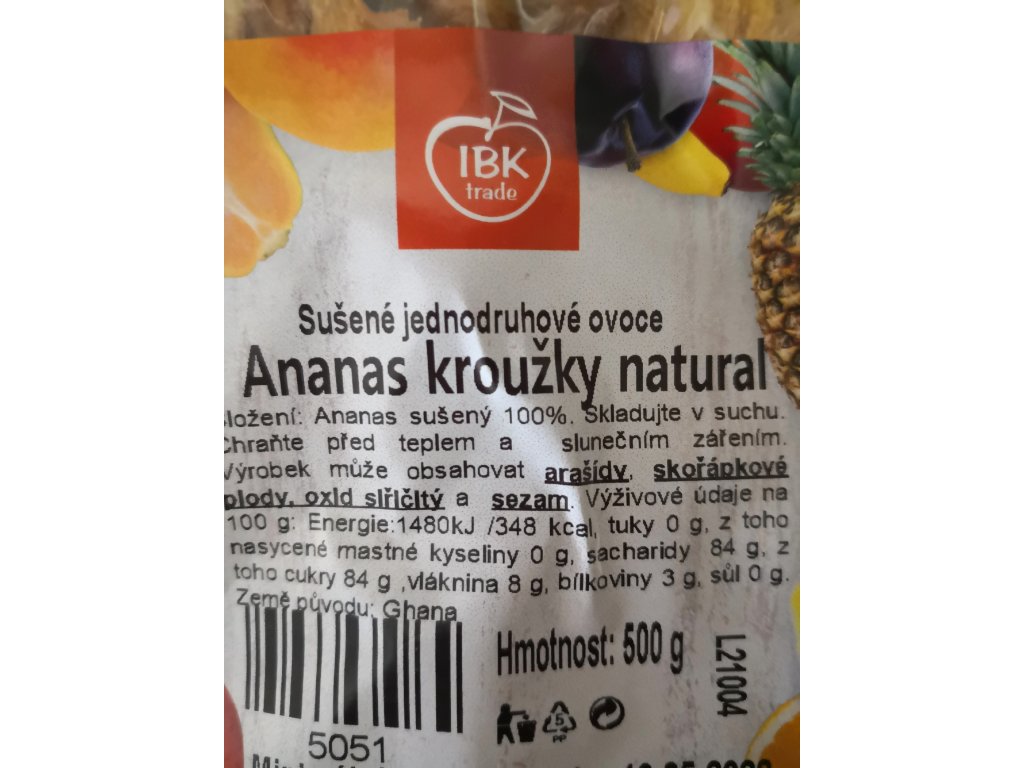 IBK
trade
Sušené jednodruhové ovoce
Ananas kroužky natural
ložení: Ananas sušený 100%. Skladujte v suchu.
Chraňte před teplem a slunečním zářením.
Výrobek může obsahovat arašídy, skořápkové
plody, oxid siřičitý a sezam. Výživové údaje na
100 g: Energie:1480kJ /348 kcal, tuky 0 g, z toho
nasycené mastné kyseliny 0 g, sacharidy 84 g, z
toho cukry 84 g ,vláknina 8 g, bílkoviny 3 g, sůl 0 g.
Země původu: Ghana
Hmotnost: 500 g
L21004
5
PP
5051